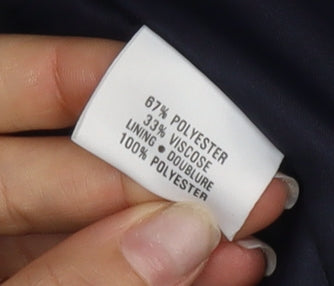 67% POLYESTER
33% VISCOSE
LINING • DOUBLURE
100% POLYESTER